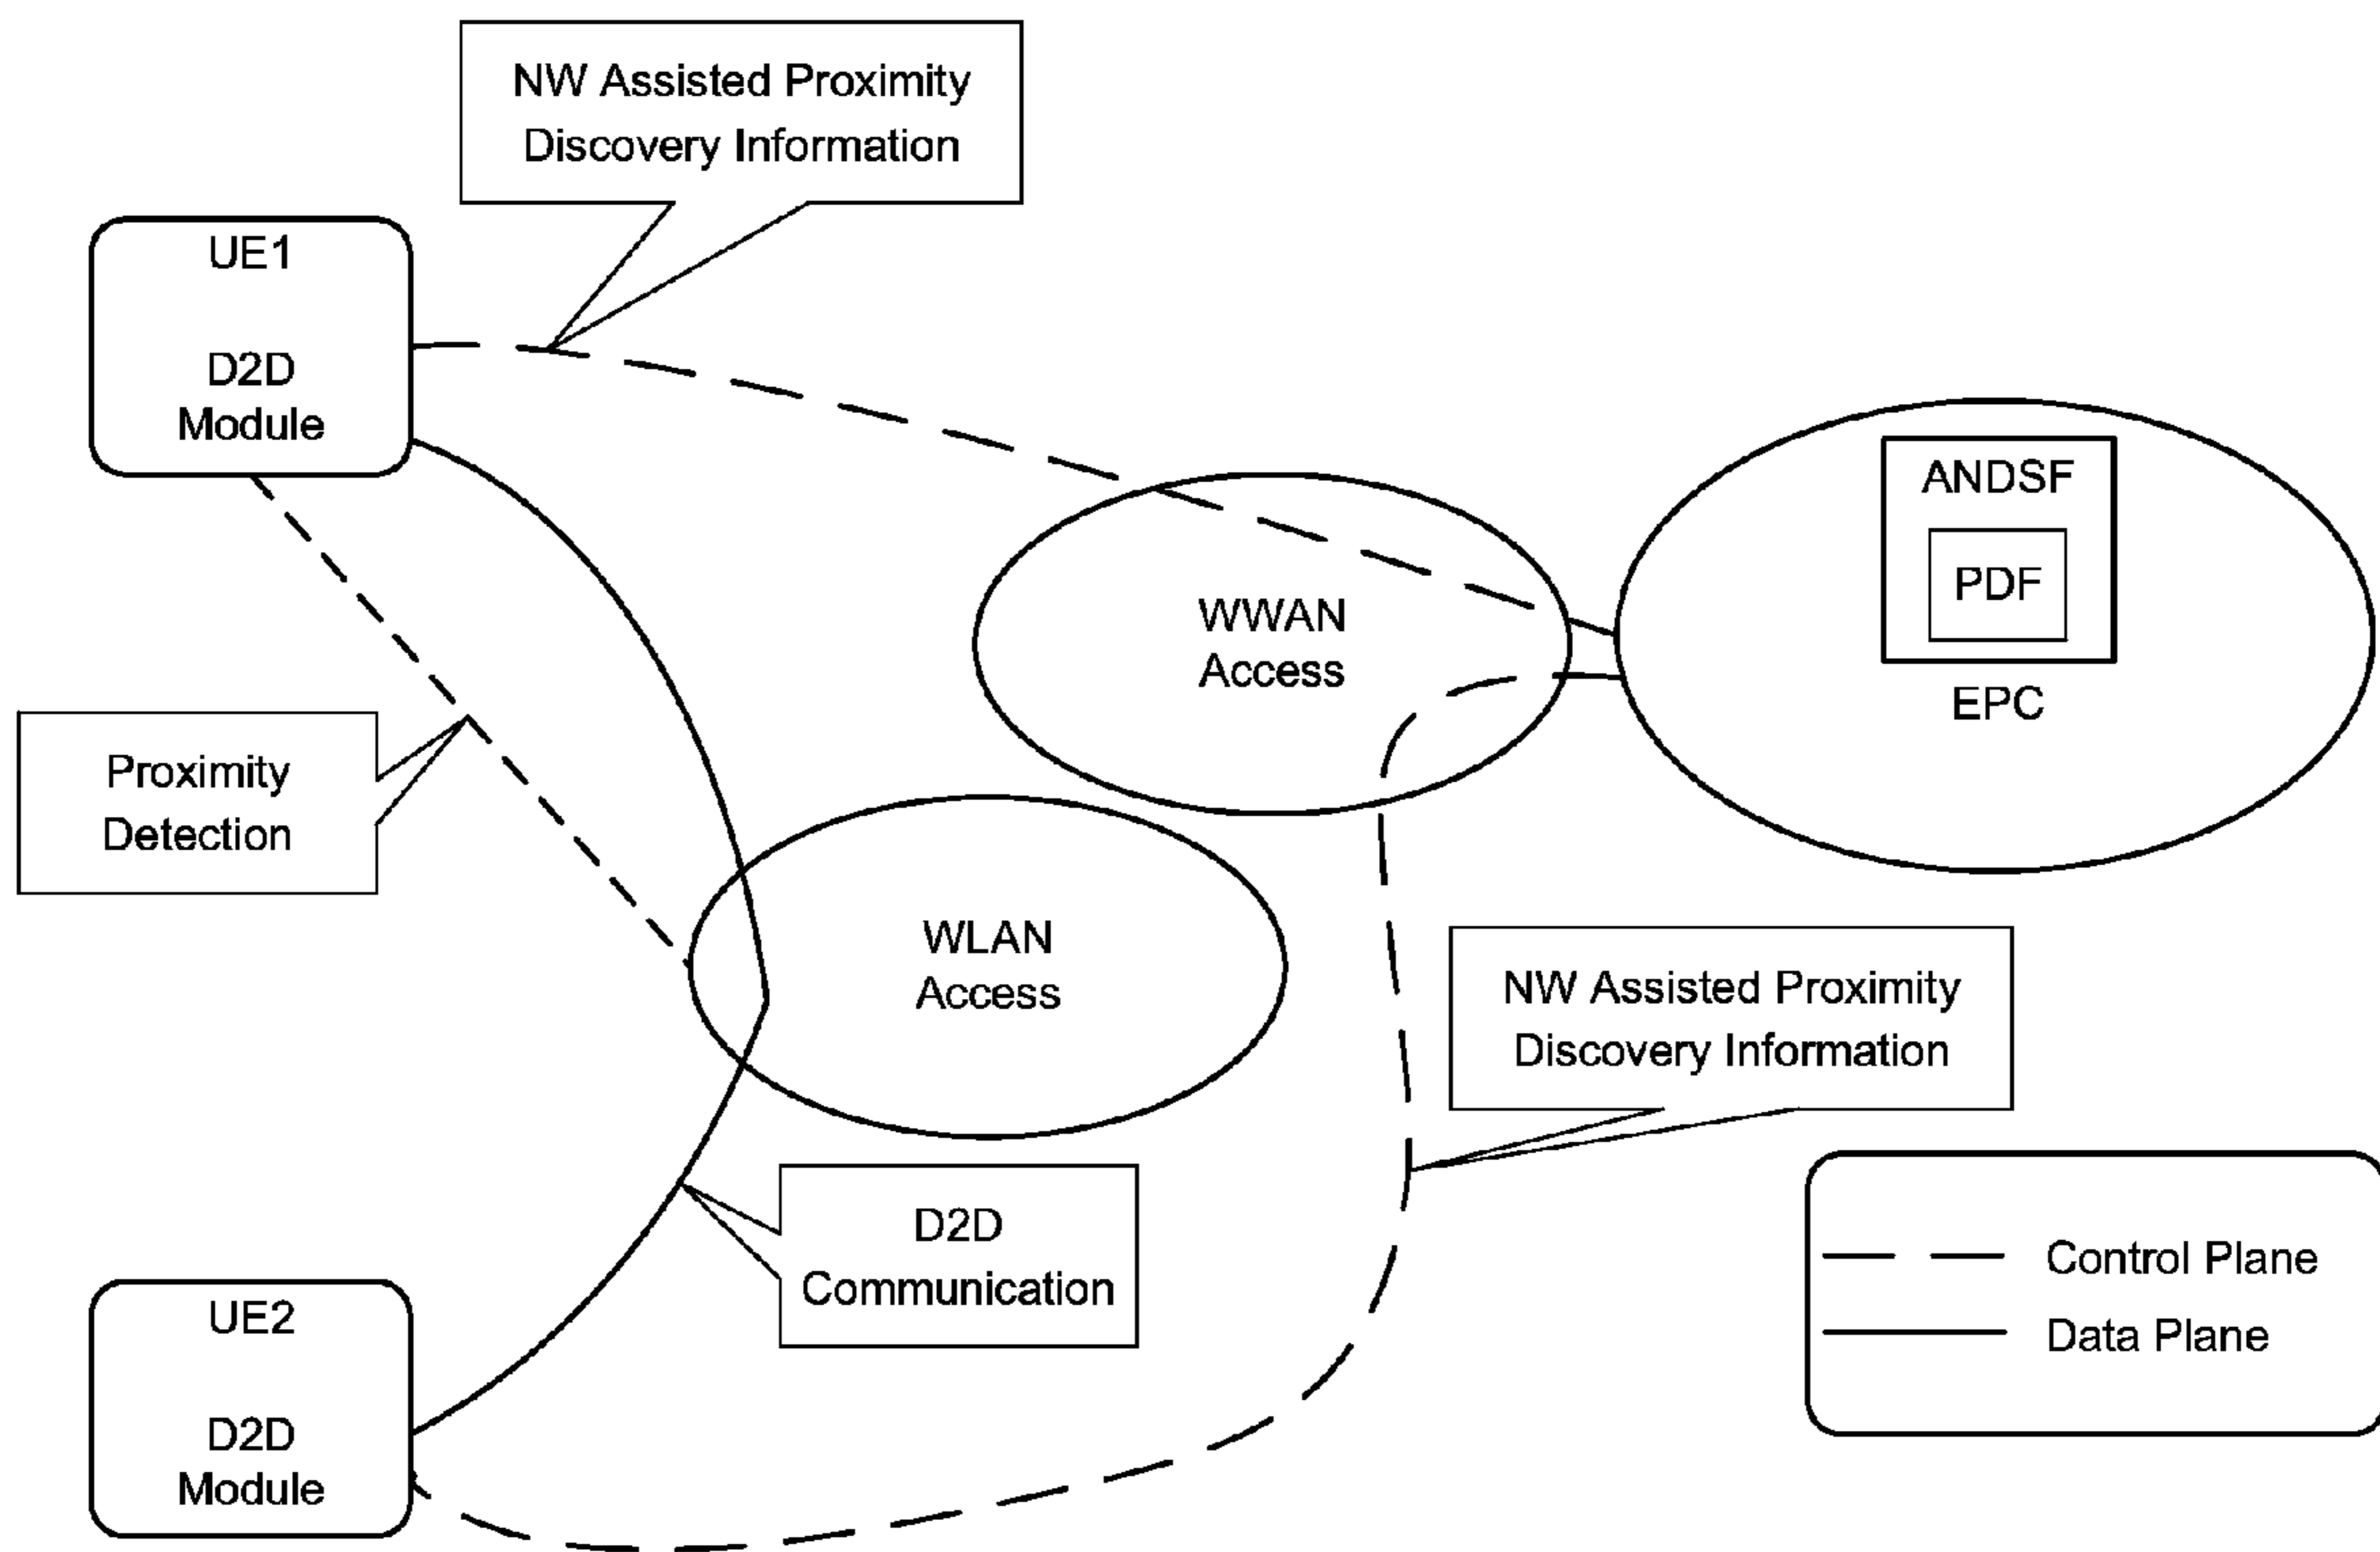 NW Assisted Proximity
Discovery Information
UE1
D2D
Module
ANDSF
PDF
EPC
WWAN
Access
Proximity
Detection
WLAN
Access
NW Assisted Proximity
Discovery Information
D2D
Communication
Control Plane
Data Plane
UE2
D2D
Module